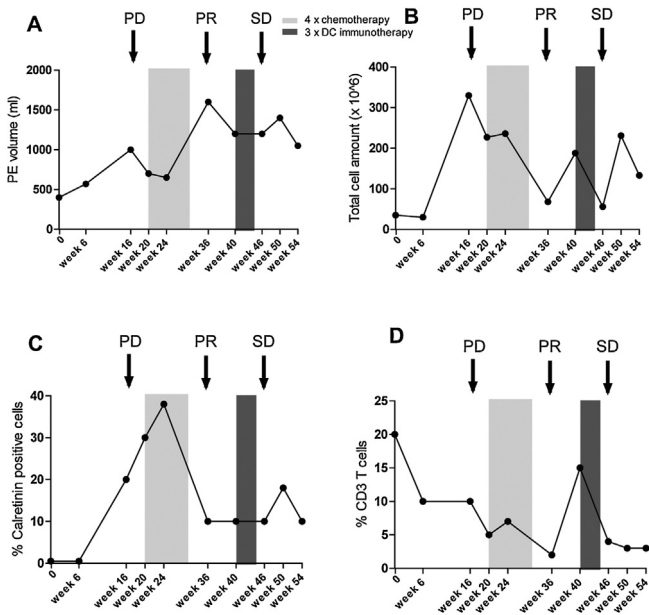 PD PR SD
4 x chemotherapy
3 x DC immunotherapy
A
PE volume (ml)
2000
1500
1000
500
0
0 week 6 week 16 week 20 week 24 week 36 week 40 week 46 week 50 week 54
B
PD PR SD
Total cell amount (x 10^6)
400
300
200
100
0
0 week 6 week 16 week 20 week 24 week 36 week 40 week 46 week 50 week 54
C
PD PR SD
% Calretinin positive cells
40
30
20
10
0
0 week 6 week 16 week 20 week 24 week 36 week 40 week 46 week 50 week 54
D
PD PR SD
% CD3 T cells
25
20
15
10
5
0
0 week 6 week 16 week 20 week 24 week 36 week 40 week 46 week 50 week 54